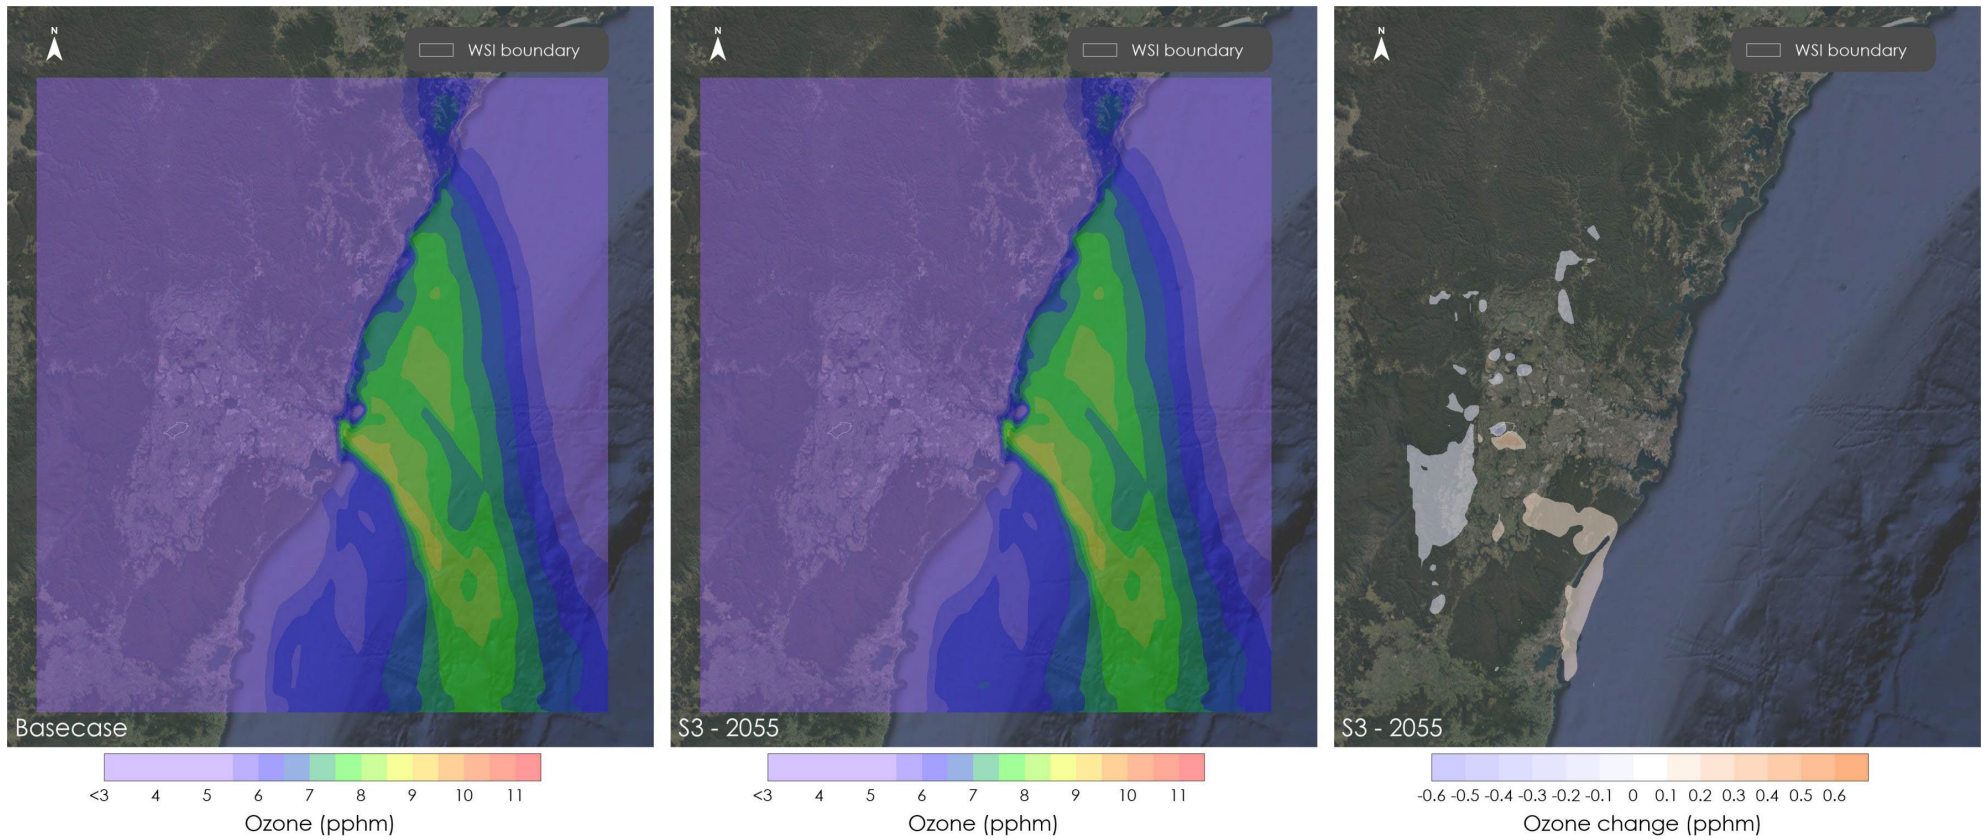 N
WSI boundary
N
WSI boundary
N
WSI boundary
Basecase
S3 - 2055
S3 - 2055
<3 4 5 6 7 8 9 10 11
Ozone (pphm)
<3 4 5 6 7 8 9 10 11
Ozone (pphm)
-0.6 -0.5 -0.4 -0.3 -0.2 -0.1 0 0.1 0.2 0.3 0.4 0.5 0.6
Ozone change (pphm)